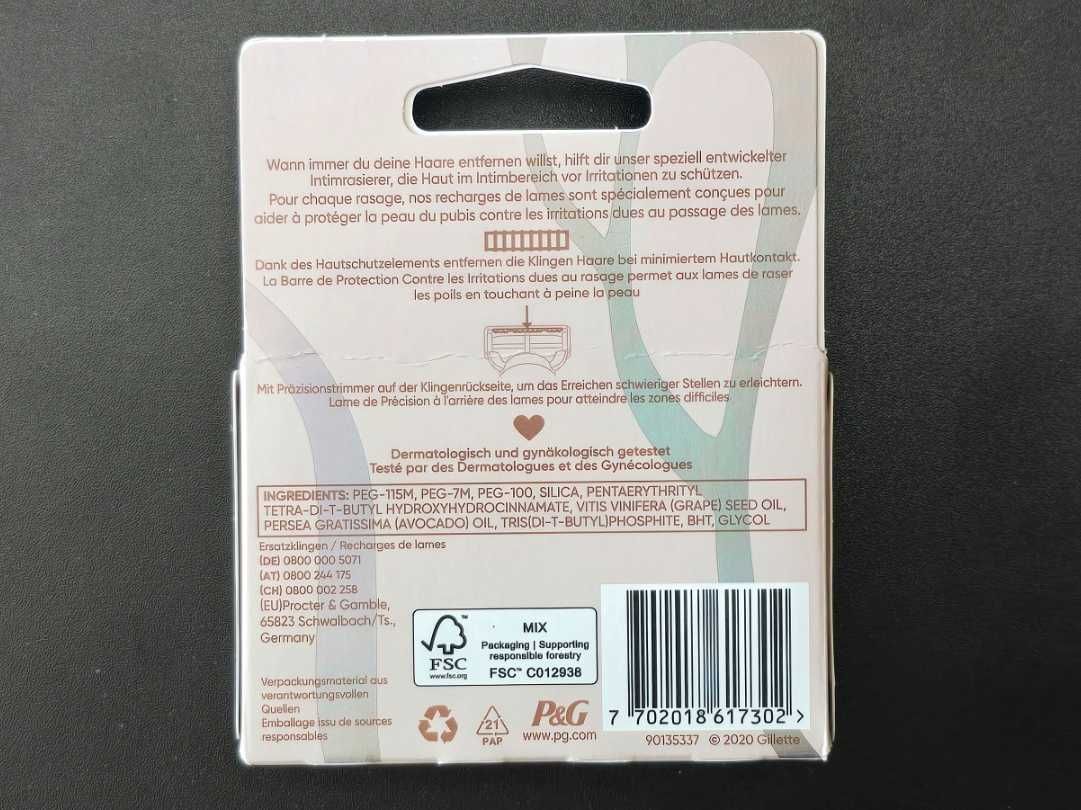 Wann immer du deine Haare entfernen willst, hilft dir unser speziell entwickelter
Intimrasierer, die Haut im Intimbereich vor Irritationen zu schützen.
Pour chaque rasage, nos recharges de lames sont spécialement conçues pour
aider à protéger la peau du pubis contre les irritations dues au passage des lames.
Dank des Hautschutzelements entfernen die Klingen Haare bei minimiertem Hautkontakt.
La Barre de Protection Contre les Irritations dues au rasage permet aux lames de raser
les poils en touchant à peine la peau
Mit Präzisionstrimmer auf der Klingenrückseite, um das Erreichen schwieriger Stellen zu erleichtern.
Lame de Précision à l'arrière des lames pour atteindre les zones difficiles
Dermatologisch und gynäkologisch getestet
Testé par des Dermatologues et des Gynécologues
INGREDIENTS: PEG-115M, PEG-7M, PEG-100, SILICA, PENTAERYTHRITYL
TETRA-DI-T-BUTYL HYDROXYHYDROCINNAMATE, VITIS VINIFERA (GRAPE) SEED OIL,
PERSEA GRATISSIMA (AVOCADO) OIL, TRIS(DI-T-BUTYL)PHOSPHITE, BHT, GLYCOL
Ersatzklingen / Recharges de lames
(DE) 0800 000 5071
(AT) 0800 244 175
(CH) 0800 002 258
(EU)Procter & Gamble,
65823 Schwalbach/Ts.,
Germany
Verpackungsmaterial aus
verantwortungsvollen
Quellen
Emballage issu de sources
responsables
FSC
www.fsc.org
MIX
Packaging | Supporting
responsible forestry
FSC™ C012938
21
PAP
P&G
www.pg.com
7 702018 617302 >
90135337 © 2020 Gillette